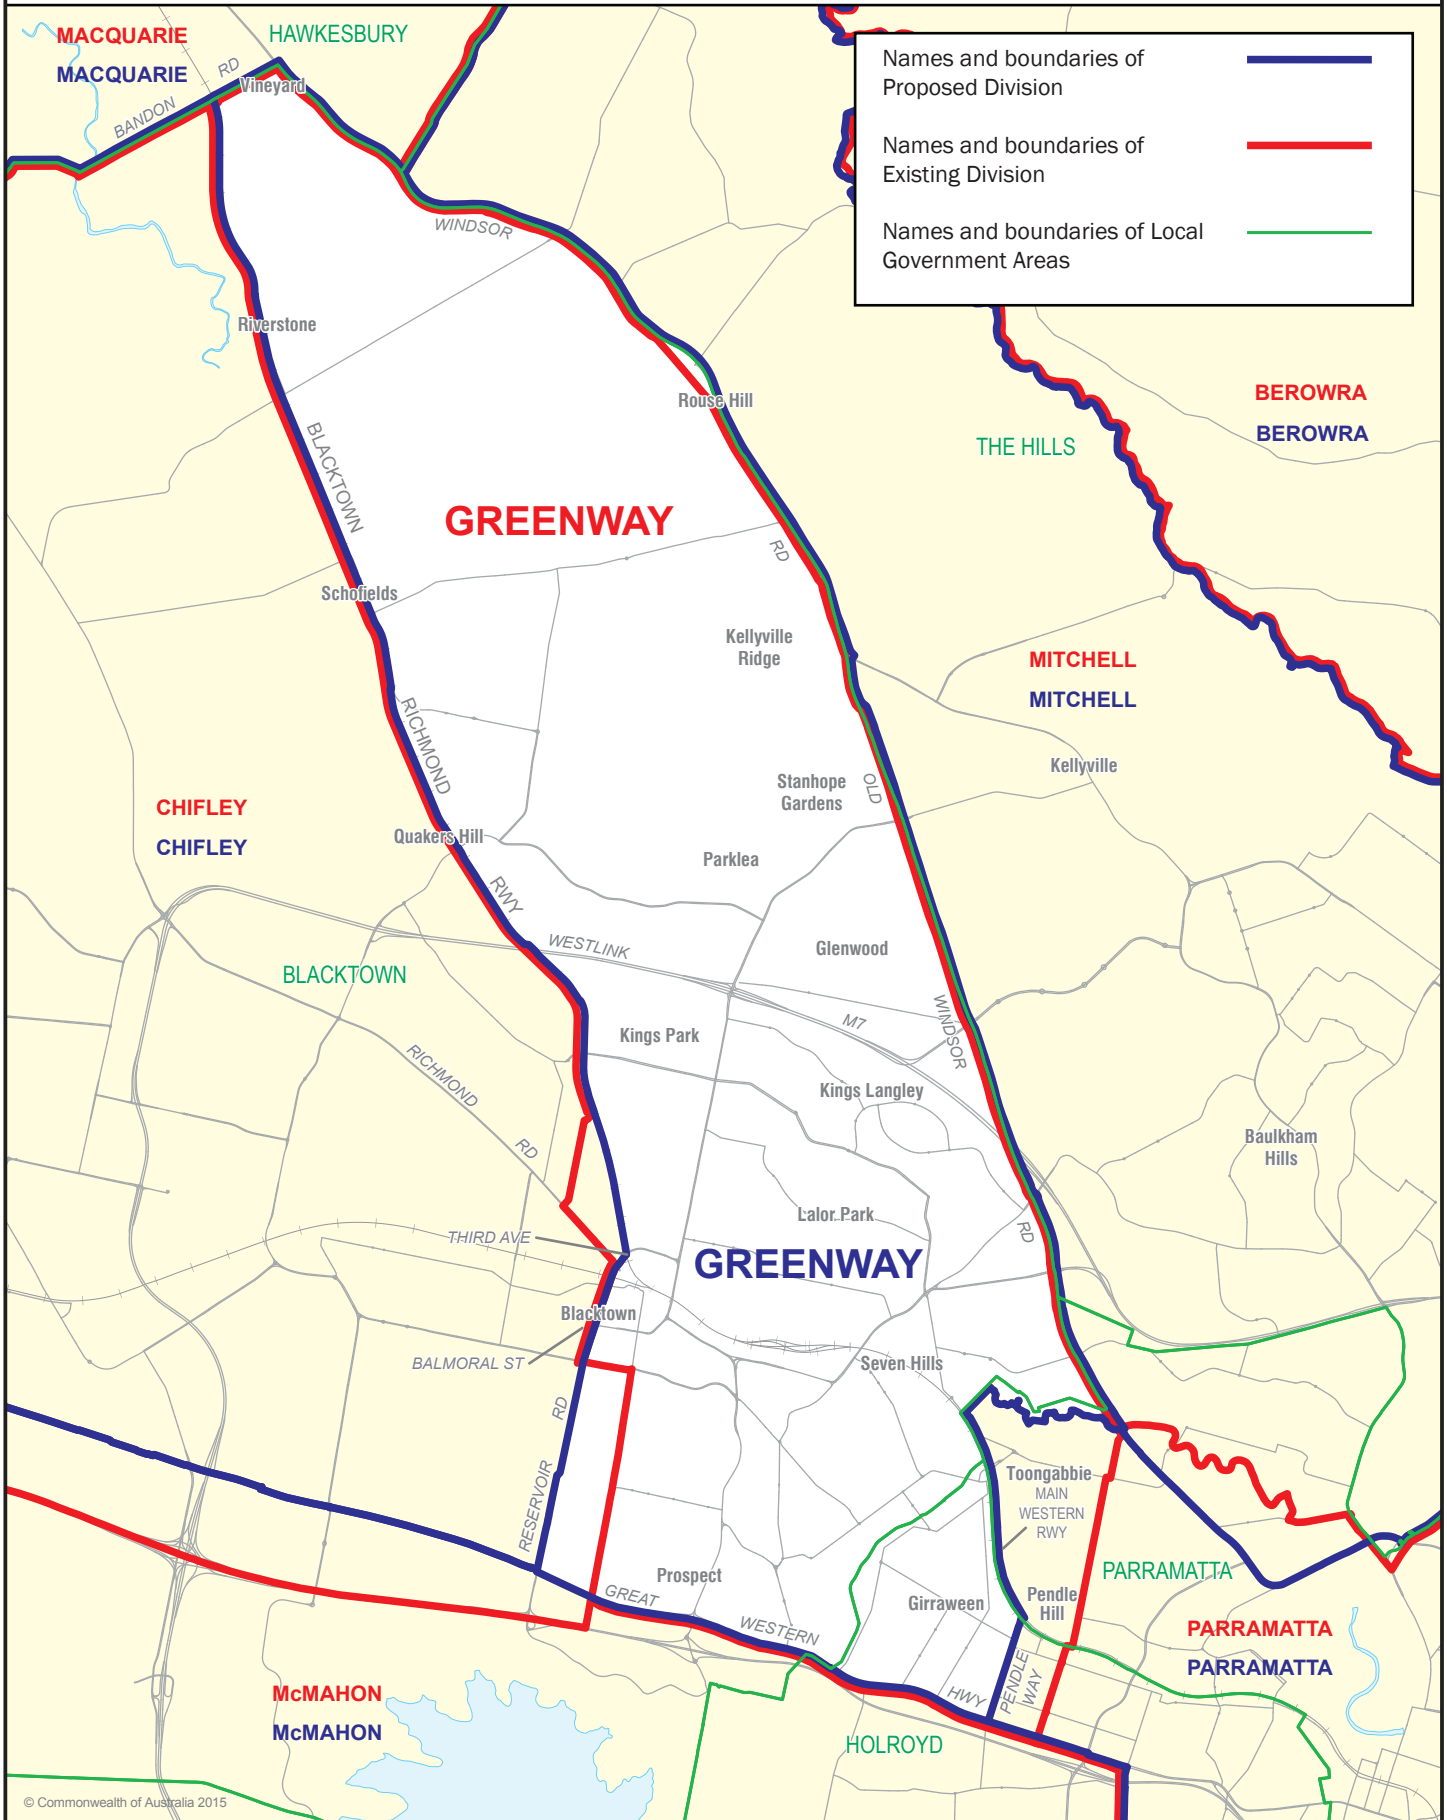 MACQUARIE
MACQUARIE
HAWKESBURY
BANDON
RD
Vineyard
Names and boundaries of
Proposed Division
Names and boundaries of
Existing Division
Names and boundaries of Local
Government Areas
WINDSOR
Riverstone
Rouse Hill
BEROWRA
BEROWRA
THE HILLS
BLACKTOWN
GREENWAY
RD
Schofields
Kellyville
Ridge
MITCHELL
MITCHELL
RICHMOND
Kellyville
Stanhope
Gardens
OLD
CHIFLEY
CHIFLEY
Quakers Hill
Parklea
RWY
WESTLINK
Glenwood
BLACKTOWN
M7
WINDSOR
Kings Park
RICHMOND
RD
Kings Langley
Baulkham
Hills
Lalor Park
RD
THIRD AVE
GREENWAY
Blacktown
BALMORAL ST
Seven Hills
RD
RESERVOIR
Toongabbie
MAIN
WESTERN
RWY
PARRAMATTA
Prospect
GREAT
WESTERN
Girraween
Pendle
Hill
PARRAMATTA
PARRAMATTA
PENDLE
WAY
HWY
McMAHON
McMAHON
HOLROYD
© Commonwealth of Australia 2015